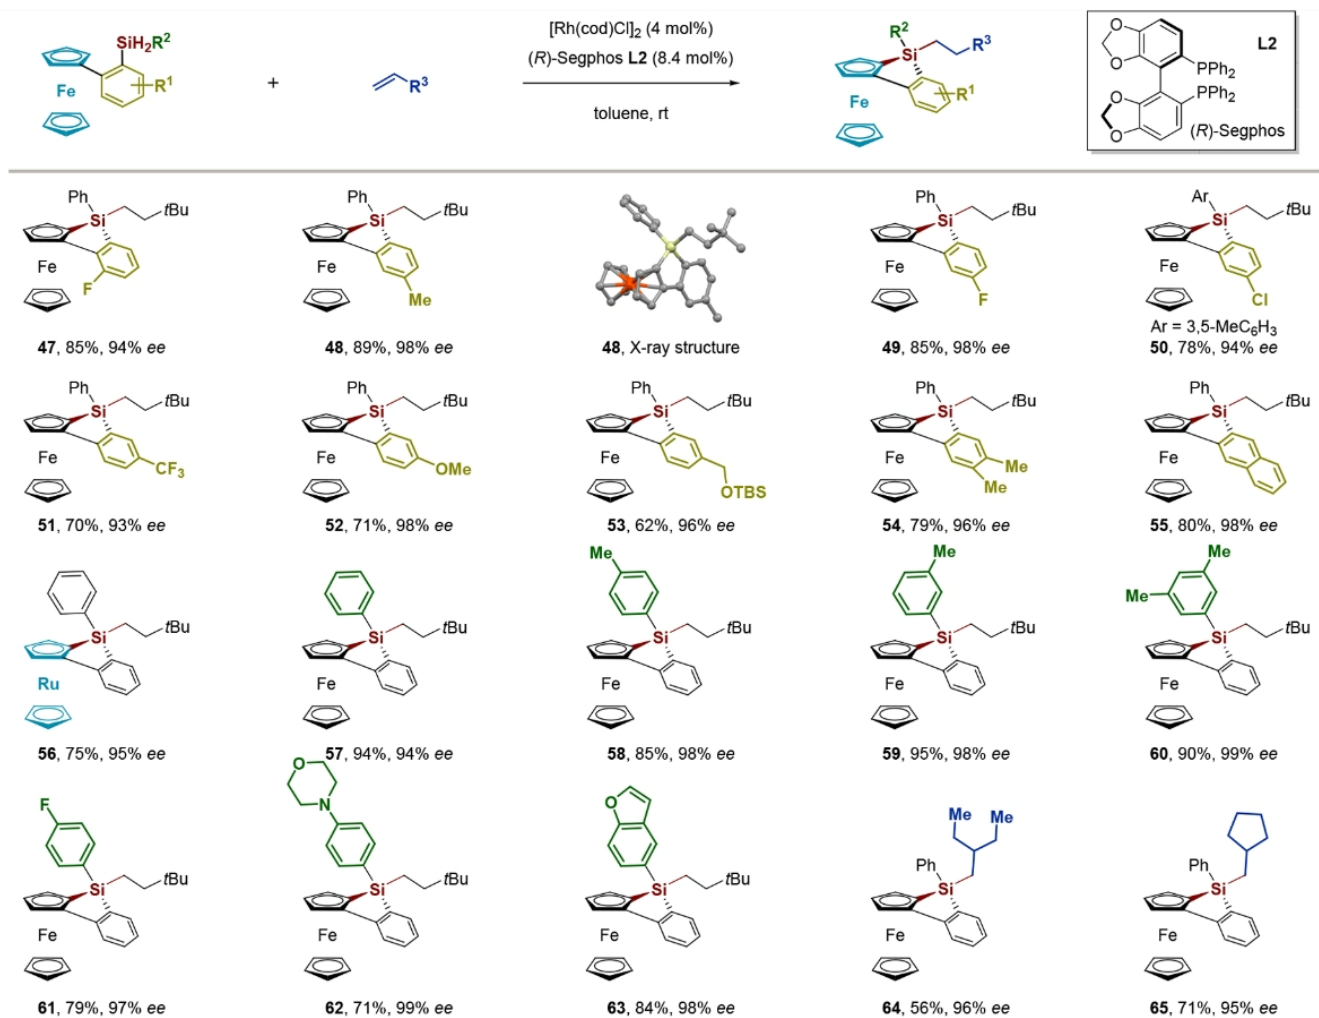 SiH2R2
R1
Fe
+
R3
[Rh(cod)Cl]2 (4 mol%)
(R)-Segphos L2 (8.4 mol%)
toluene, rt
R2
Si
R3
R1
Fe
O
O
PPh2
PPh2
O
O
L2
(R)-Segphos
Ph
Si
tBu
Fe
F
47, 85%, 94% ee
Ph
Si
tBu
Fe
Me
48, 89%, 98% ee
48, X-ray structure
Ph
Si
tBu
Fe
F
49, 85%, 98% ee
Ar
Si
tBu
Fe
Cl
Ar = 3,5-MeC6H3
50, 78%, 94% ee
Ph
Si
tBu
Fe
CF3
51, 70%, 93% ee
Ph
Si
tBu
Fe
OMe
52, 71%, 98% ee
Ph
Si
tBu
Fe
OTBS
53, 62%, 96% ee
Ph
Si
tBu
Fe
Me
Me
54, 79%, 96% ee
Ph
Si
tBu
Fe
55, 80%, 98% ee
Si
tBu
Ru
56, 75%, 95% ee
Si
tBu
Fe
57, 94%, 94% ee
Me
Si
tBu
Fe
58, 85%, 98% ee
Me
Si
tBu
Fe
59, 95%, 98% ee
Me
Me
Si
tBu
Fe
60, 90%, 99% ee
F
Si
tBu
Fe
61, 79%, 97% ee
O
N
Si
tBu
Fe
62, 71%, 99% ee
O
Si
tBu
Fe
63, 84%, 98% ee
Me
Me
Ph
Si
Fe
64, 56%, 96% ee
Ph
Si
Fe
65, 71%, 95% ee